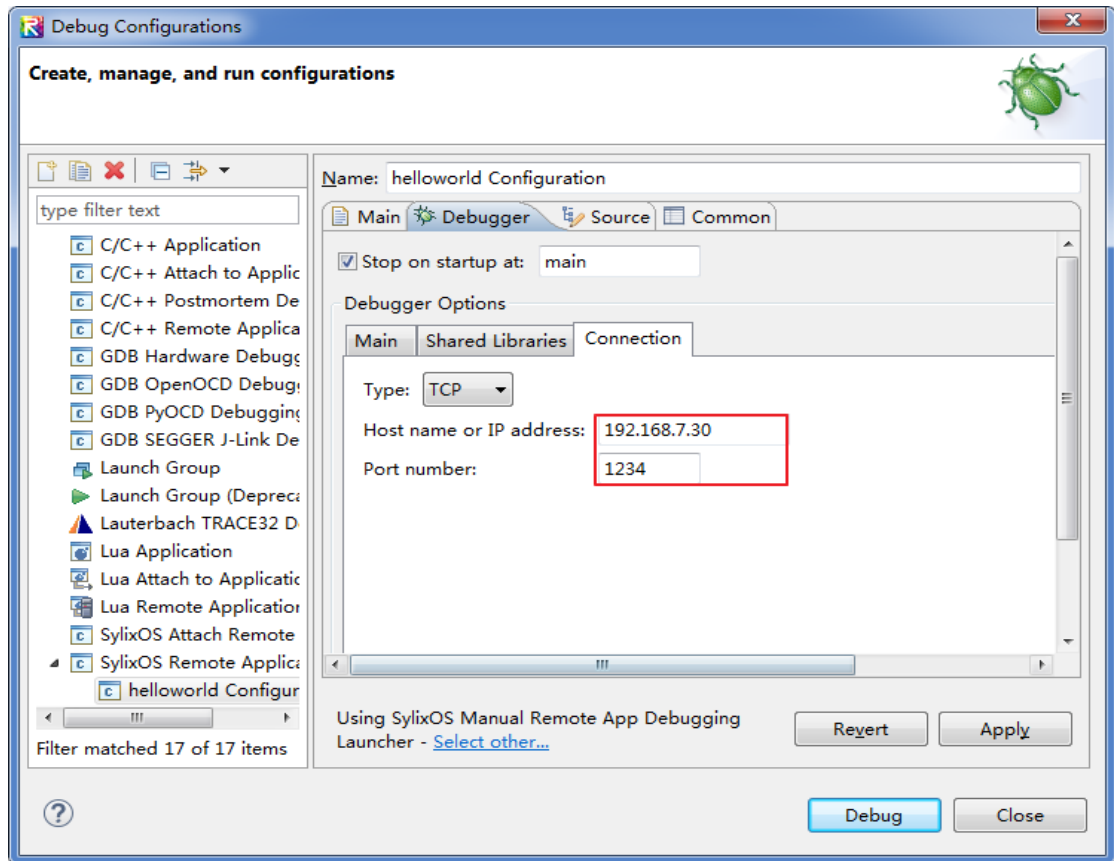 Debug Configurations
Create, manage, and run configurations
type filter text
C/C++ Application
C/C++ Attach to Applic
C/C++ Postmortem De
C/C++ Remote Applica
GDB Hardware Debugg
GDB OpenOCD Debug
GDB PyOCD Debugging
GDB SEGGER J-Link De
Launch Group
Launch Group (Depreca
Lauterbach TRACE32 D
Lua Application
Lua Attach to Applicatic
Lua Remote Application
SylixOS Attach Remote
SylixOS Remote Applica
helloworld Configur
Filter matched 17 of 17 items
Name: helloworld Configuration
Main Debugger Source Common
Stop on startup at: main
Debugger Options
Main Shared Libraries Connection
Type: TCP
Host name or IP address: 192.168.7.30
Port number: 1234
Using SylixOS Manual Remote App Debugging
Launcher - Select other...
Revert Apply
Debug Close